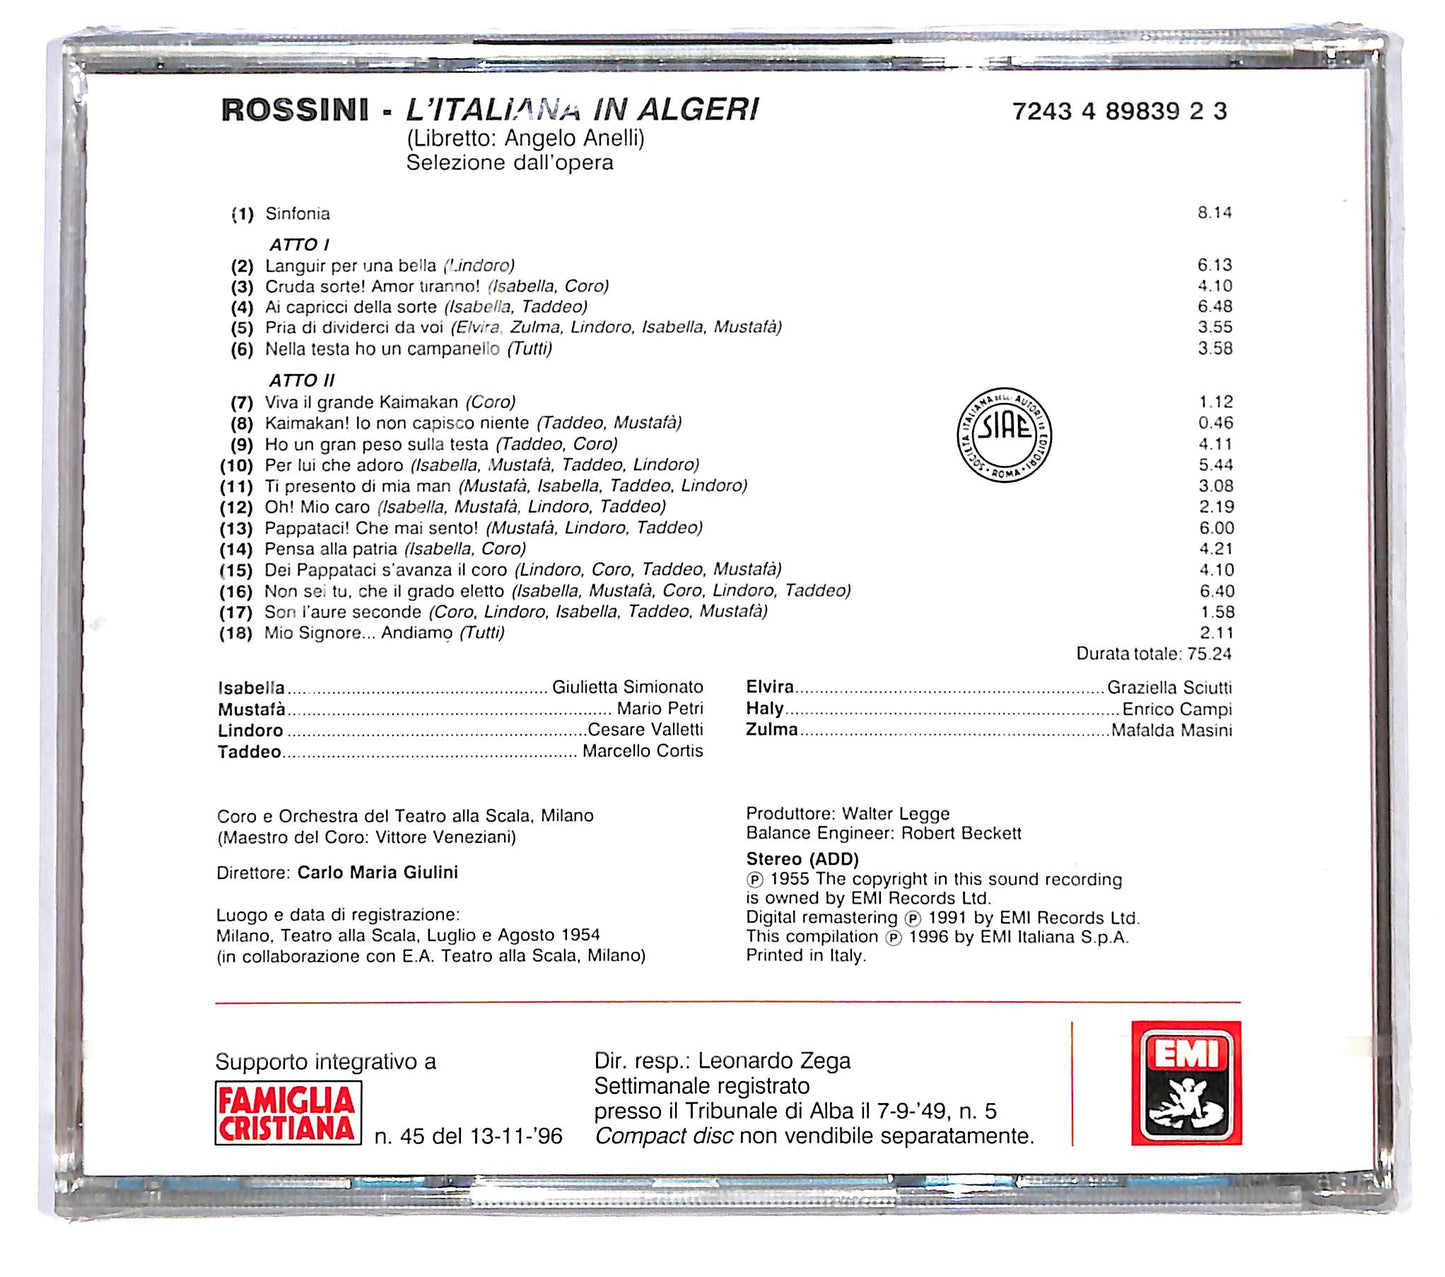 ROSSINI - L'ITALIANA IN ALGERI 7243 4 89839 2 3
(Libretto: Angelo Anelli)
Selezione dall'opera
(1) Sinfonia 8.14
ATTO I
(2) Languir per una bella (Lindoro) 6.13
(3) Cruda sorte! Amor tiranno! (Isabella, Coro) 4.10
(4) Ai capricci della sorte (Isabella, Taddeo) 6.48
(5) Pria di dividerci da voi (Elvira, Zulma, Lindoro, Isabella, Mustafà) 3.55
(6) Nella testa ho un campanello (Tutti) 3.58
ATTO II
(7) Viva il grande Kaimakan (Coro) 1.12
(8) Kaimakan! Io non capisco niente (Taddeo, Mustafà) 0.46
(9) Ho un gran peso sulla testa (Taddeo, Coro) 4.11
(10) Per lui che adoro (Isabella, Mustafà, Taddeo, Lindoro) 5.44
(11) Ti presento di mia man (Mustafà, Isabella, Taddeo, Lindoro) 3.08
(12) Oh! Mio caro (Isabella, Mustafà, Lindoro, Taddeo) 2.19
(13) Pappataci! Che mai sento! (Mustafà, Lindoro, Taddeo) 6.00
(14) Pensa alla patria (Isabella, Coro) 4.21
(15) Dei Pappataci s'avanza il coro (Lindoro, Coro, Taddeo, Mustafà) 4.10
(16) Non sei tu, che il grado eletto (Isabella, Mustafà, Coro, Lindoro, Taddeo) 6.40
(17) Son l'aure seconde (Coro, Lindoro, Isabella, Taddeo, Mustafà) 1.58
(18) Mio Signore... Andiamo (Tutti) 2.11
Durata totale: 75.24
SOCIETÀ ITALIANA DEGLI AUTORI ED EDITORI
SIAE
ROMA
Isabella Giulietta Simionato
Mustafà Mario Petri
Lindoro Cesare Valletti
Taddeo Marcello Cortis
Elvira Graziella Sciutti
Haly Enrico Campi
Zulma Mafalda Masini
Coro e Orchestra del Teatro alla Scala, Milano
(Maestro del Coro: Vittore Veneziani)
Direttore: Carlo Maria Giulini
Luogo e data di registrazione:
Milano, Teatro alla Scala, Luglio e Agosto 1954
(in collaborazione con E.A. Teatro alla Scala, Milano)
Produttore: Walter Legge
Balance Engineer: Robert Beckett
Stereo (ADD)
℗ 1955 The copyright in this sound recording
is owned by EMI Records Ltd.
Digital remastering ℗ 1991 by EMI Records Ltd.
This compilation ℗ 1996 by EMI Italiana S.p.A.
Printed in Italy.
Supporto integrativo a
FAMIGLIA
CRISTIANA n. 45 del 13-11-'96
Dir. resp.: Leonardo Zega
Settimanale registrato
presso il Tribunale di Alba il 7-9-'49, n. 5
Compact disc non vendibile separatamente.
EMI